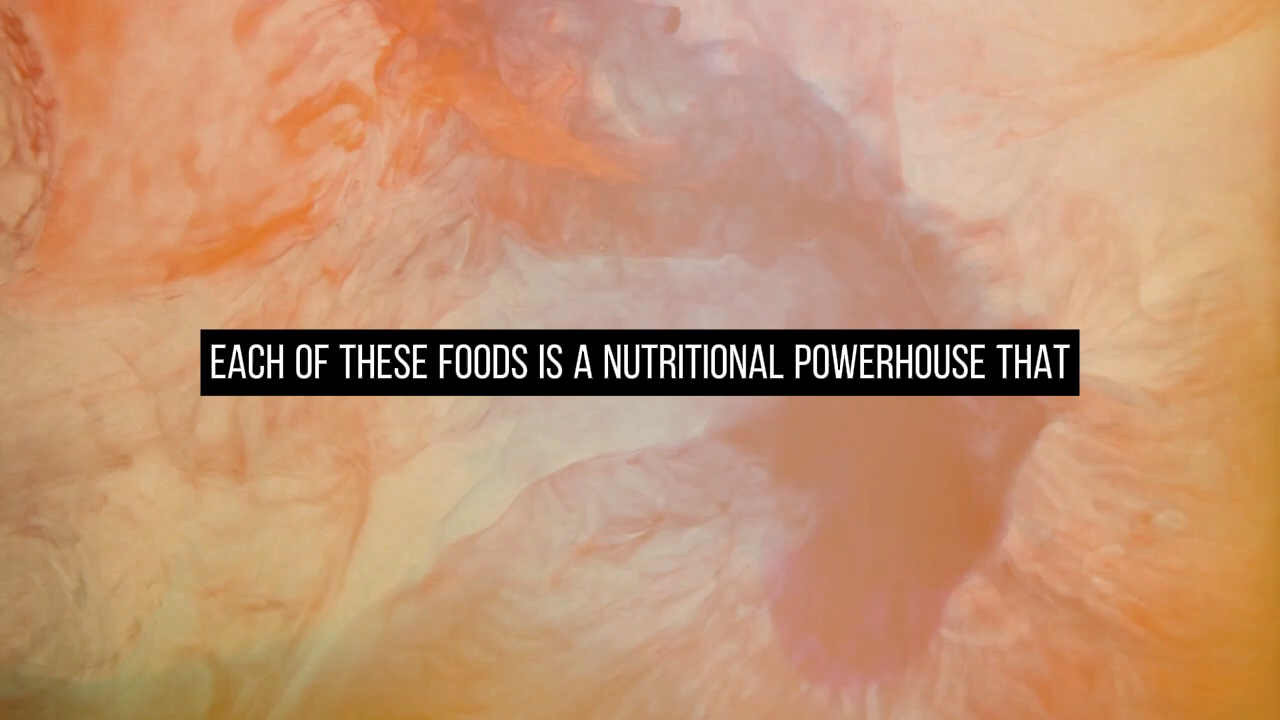 EACH OF THESE FOODS IS A NUTRITIONAL POWERHOUSE THAT